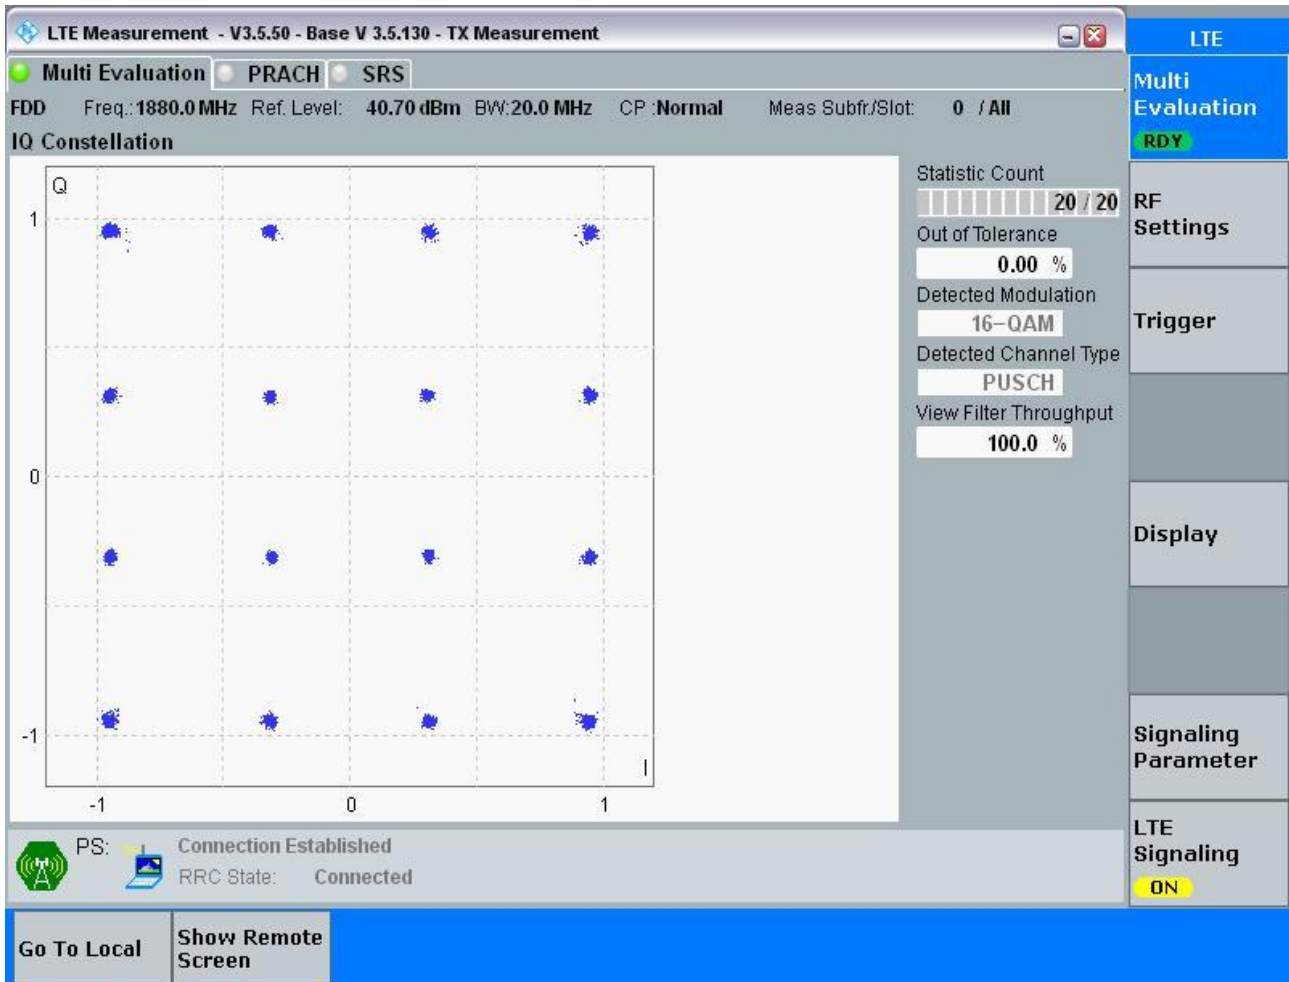 LTE Measurement - V3.5.50 - Base V 3.5.130 - TX Measurement
Multi Evaluation PRACH SRS
FDD Freq.: 1880.0 MHz Ref. Level: 40.70 dBm BW: 20.0 MHz CP : Normal Meas Subfr./Slot: 0 / All
IQ Constellation
Q
1
0
-1
I
-1 0 1
Statistic Count
20 / 20
Out of Tolerance
0.00 %
Detected Modulation
16-QAM
Detected Channel Type
PUSCH
View Filter Throughput
100.0 %
PS: Connection Established
RRC State: Connected
LTE
Multi
Evaluation
RDY
RF
Settings
Trigger
Display
Signaling
Parameter
LTE
Signaling
ON
Go To Local
Show Remote
Screen